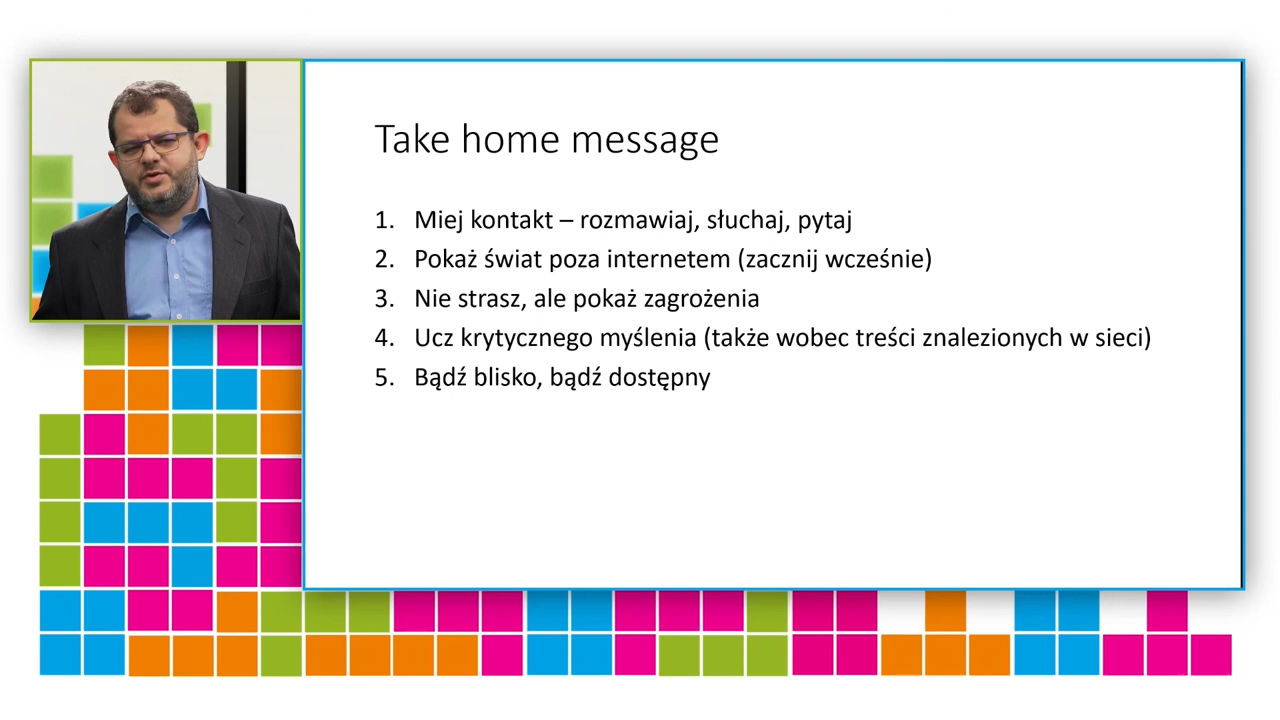 Take home message
1. Miej kontakt – rozmawiaj, słuchaj, pytaj
2. Pokaż świat poza internetem (zacznij wcześnie)
3. Nie strasz, ale pokaż zagrożenia
4. Ucz krytycznego myślenia (także wobec treści znalezionych w sieci)
5. Bądź blisko, bądź dostępny